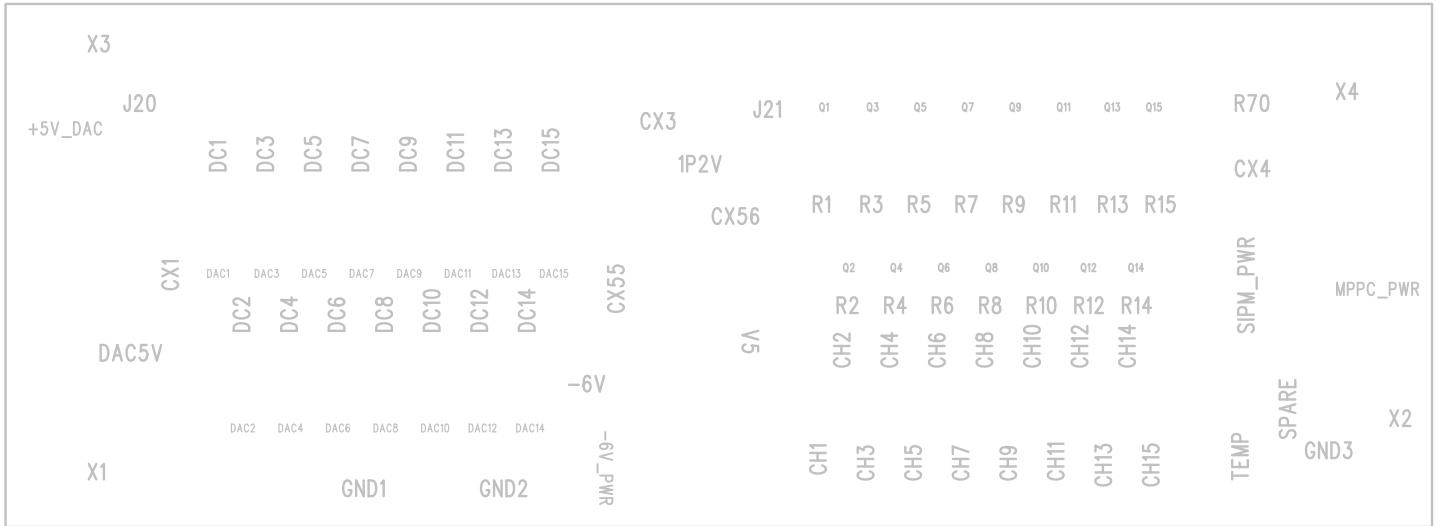 X3
X4
J20
J21
Q1 Q3 Q5 Q7 Q9 Q11 Q13 Q15
R70
+5V_DAC
CX3
DC1 DC3 DC5 DC7 DC9 DC11 DC13 DC15
1P2V
CX4
CX56
R1 R3 R5 R7 R9 R11 R13 R15
CX1
DAC1 DAC3 DAC5 DAC7 DAC9 DAC11 DAC13 DAC15
CX55
Q2 Q4 Q6 Q8 Q10 Q12 Q14
SIPM_PWR
MPPC_PWR
DC2 DC4 DC6 DC8 DC10 DC12 DC14
R2 R4 R6 R8 R10 R12 R14
DAC5V
V5
CH2 CH4 CH6 CH8 CH10 CH12 CH14
-6V
SPARE
X2
DAC2 DAC4 DAC6 DAC8 DAC10 DAC12 DAC14
-6V_PWR
CH1 CH3 CH5 CH7 CH9 CH11 CH13 CH15
TEMP
GND3
X1
GND1
GND2